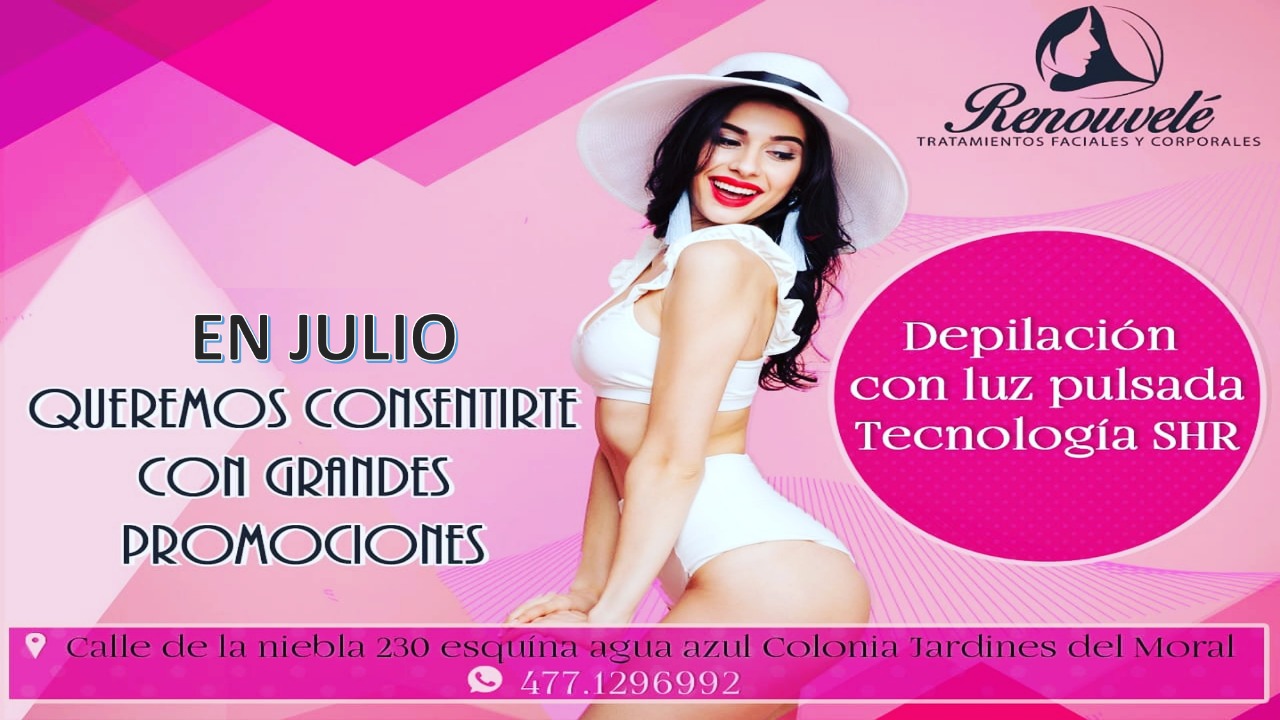 Renouvelé
TRATAMIENTOS FACIALES Y CORPORALES
EN JULIO
QUEREMOS CONSENTIRTE
CON GRANDES
PROMOCIONES
Depilación
con luz pulsada
Tecnología SHR
Calle de la niebla 230 esquína agua azul Colonia Jardines del Moral
477.1296992